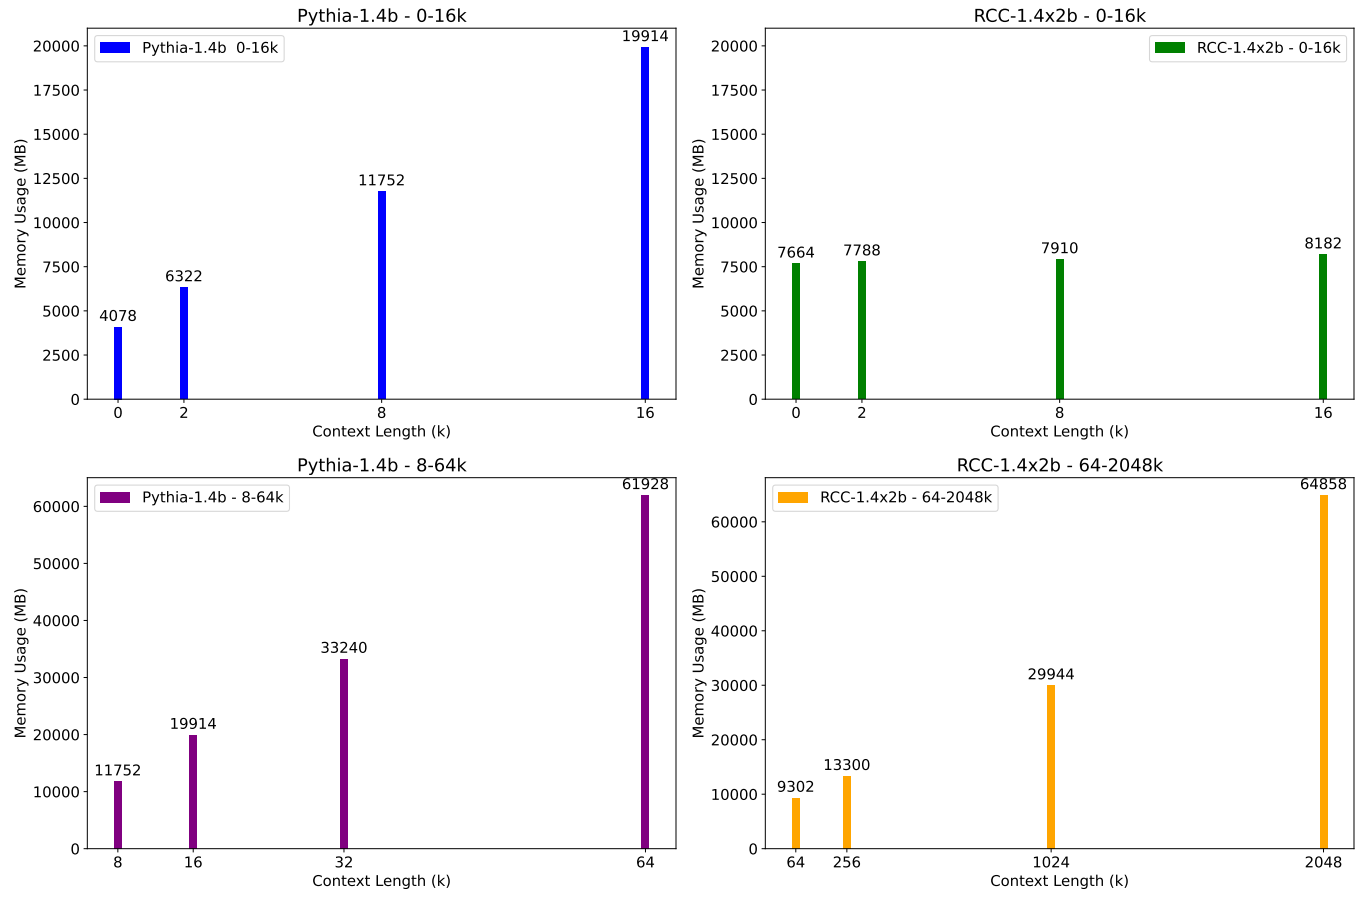 Pythia-1.4b - 0-16k
Pythia-1.4b  0-16k
Memory Usage (MB)
20000
17500
15000
12500
10000
7500
5000
2500
0
4078
6322
11752
19914
0 2 8 16
Context Length (k)
RCC-1.4x2b - 0-16k
RCC-1.4x2b - 0-16k
Memory Usage (MB)
20000
17500
15000
12500
10000
7500
5000
2500
0
7664
7788
7910
8182
0 2 8 16
Context Length (k)
Pythia-1.4b - 8-64k
Pythia-1.4b - 8-64k
Memory Usage (MB)
60000
50000
40000
30000
20000
10000
0
11752
19914
33240
61928
8 16 32 64
Context Length (k)
RCC-1.4x2b - 64-2048k
RCC-1.4x2b - 64-2048k
Memory Usage (MB)
60000
50000
40000
30000
20000
10000
0
9302
13300
29944
64858
64 256 1024 2048
Context Length (k)